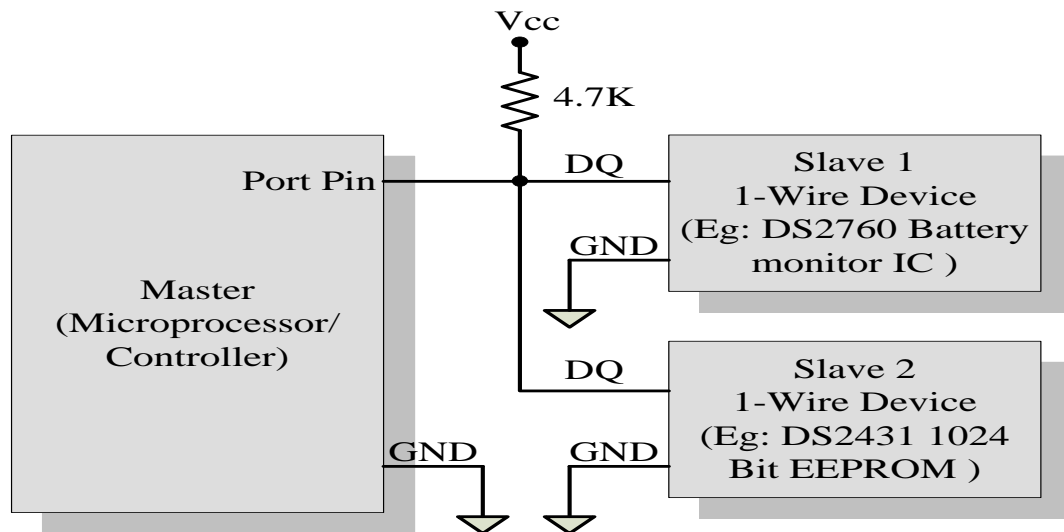 Vcc
4.7K
Port Pin
Master
(Microprocessor/
Controller)
GND
DQ
Slave 1
1-Wire Device
(Eg: DS2760 Battery
monitor IC )
GND
DQ
Slave 2
1-Wire Device
(Eg: DS2431 1024
Bit EEPROM )
GND